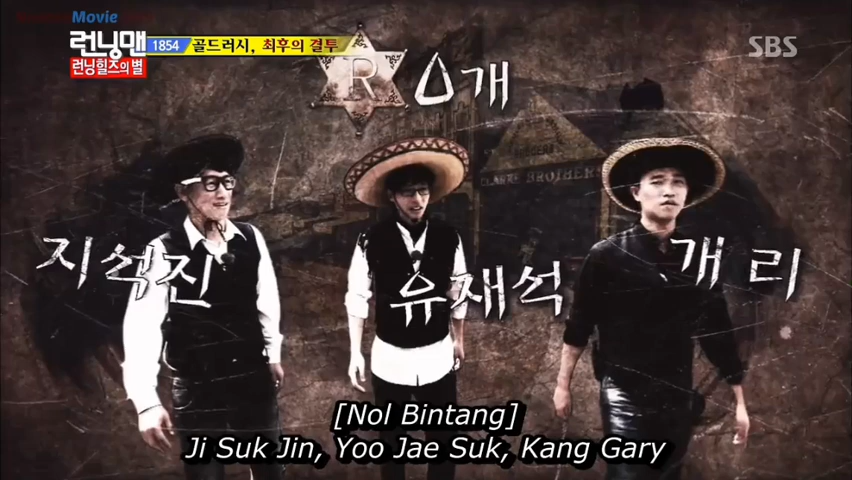 Movie
런닝맨
런닝힐즈의 별
1854 골드러시, 최후의 결투
SBS
R 0개
지석진
유재석
개리
[Nol Bintang]
Ji Suk Jin, Yoo Jae Suk, Kang Gary